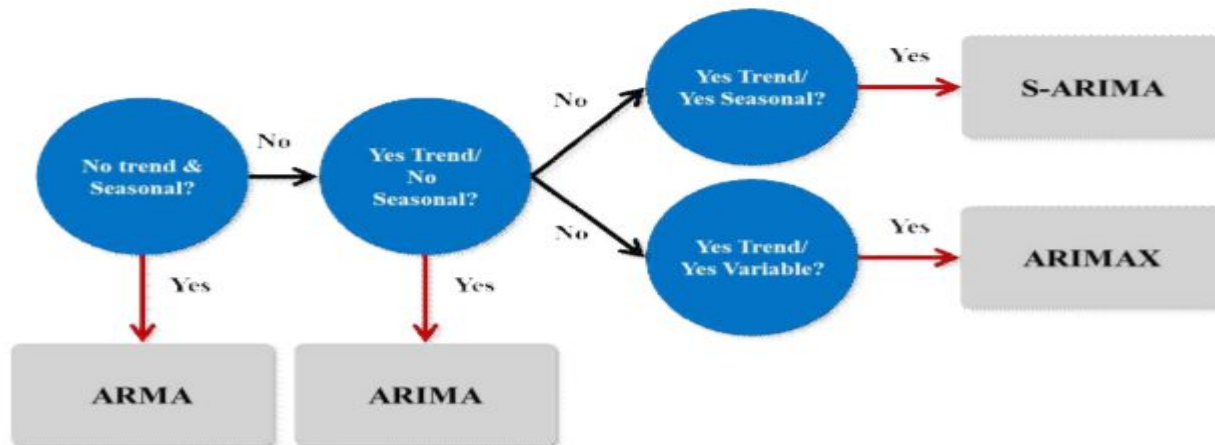 No trend &
Seasonal?
No
Yes
ARMA
Yes Trend/
No
Seasonal?
Yes
ARIMA
No
Yes Trend/
Yes Seasonal?
Yes
S-ARIMA
No
Yes Trend/
Yes Variable?
Yes
ARIMAX